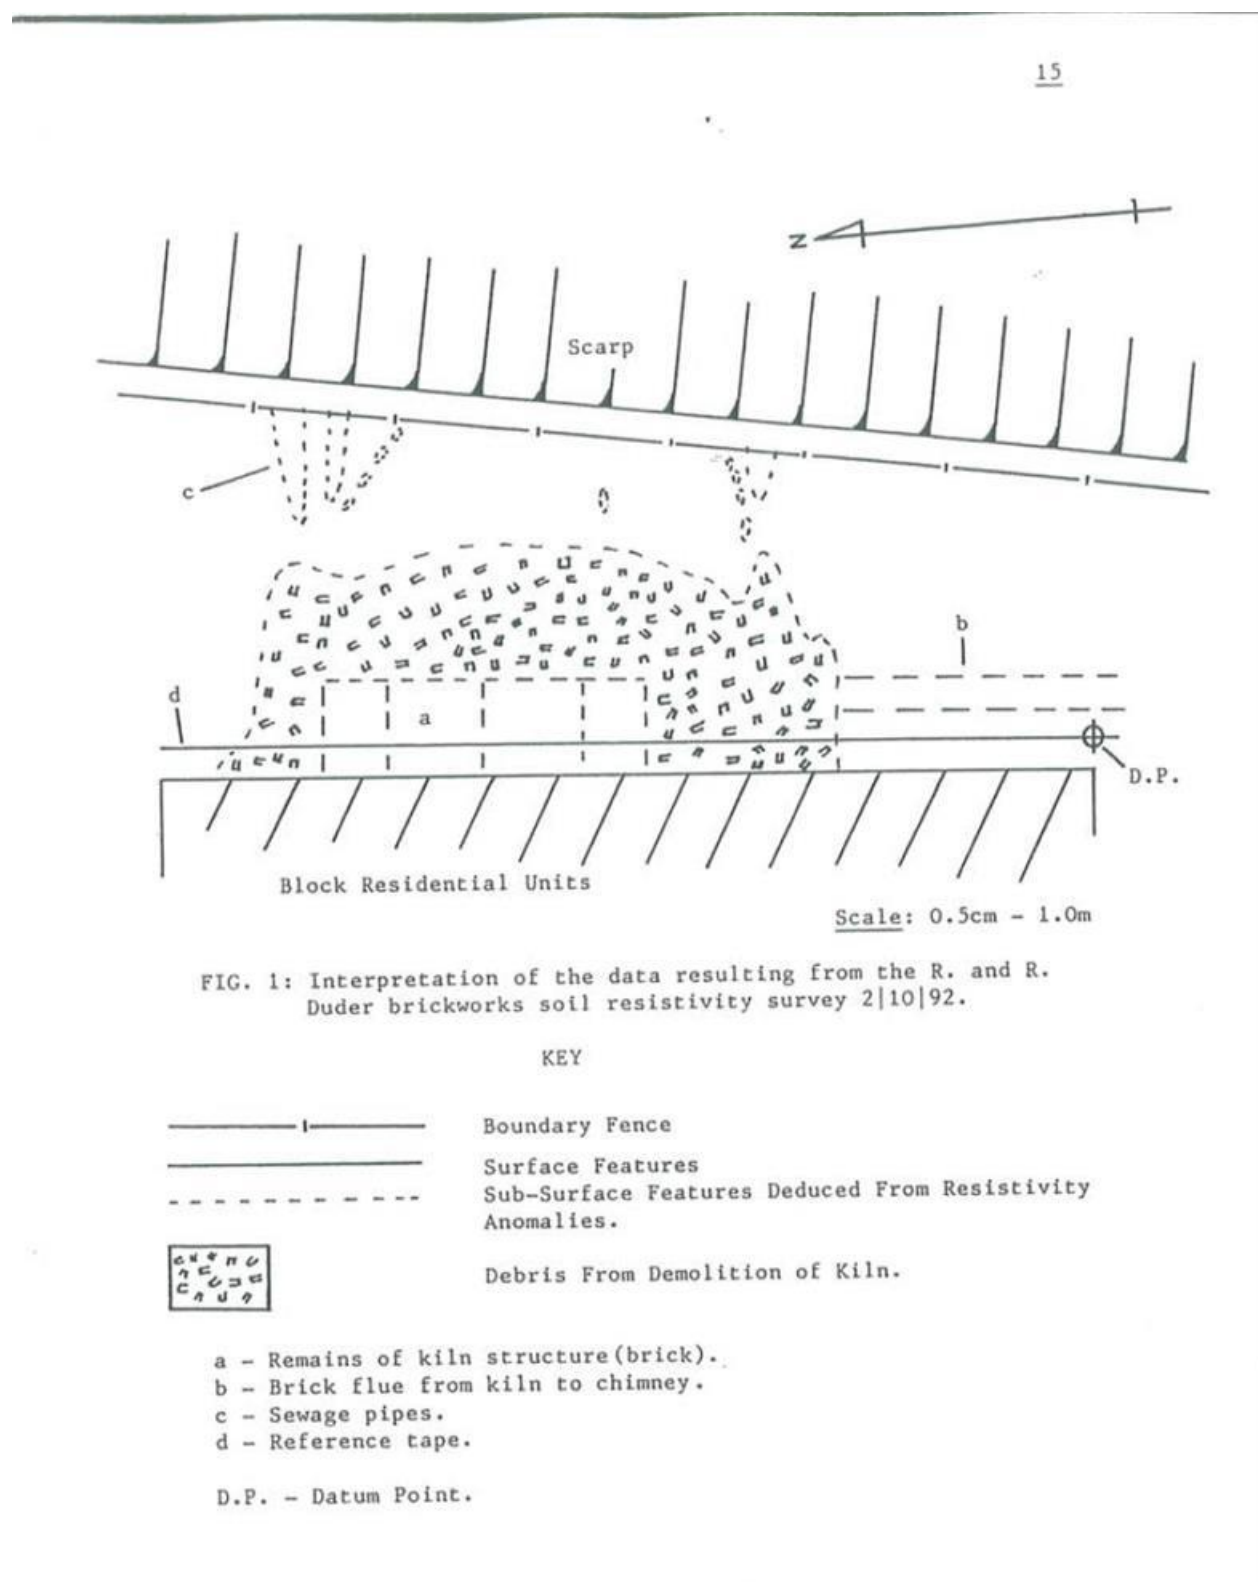 15
N
Scarp
c
b
d
a
D.P.
Block Residential Units
Scale: 0.5cm - 1.0m
FIG. 1: Interpretation of the data resulting from the R. and R.
Duder brickworks soil resistivity survey 2|10|92.
KEY
Boundary Fence
Surface Features
Sub-Surface Features Deduced From Resistivity
Anomalies.
Debris From Demolition of Kiln.
a - Remains of kiln structure(brick).
b - Brick flue from kiln to chimney.
c - Sewage pipes.
d - Reference tape.
D.P. - Datum Point.